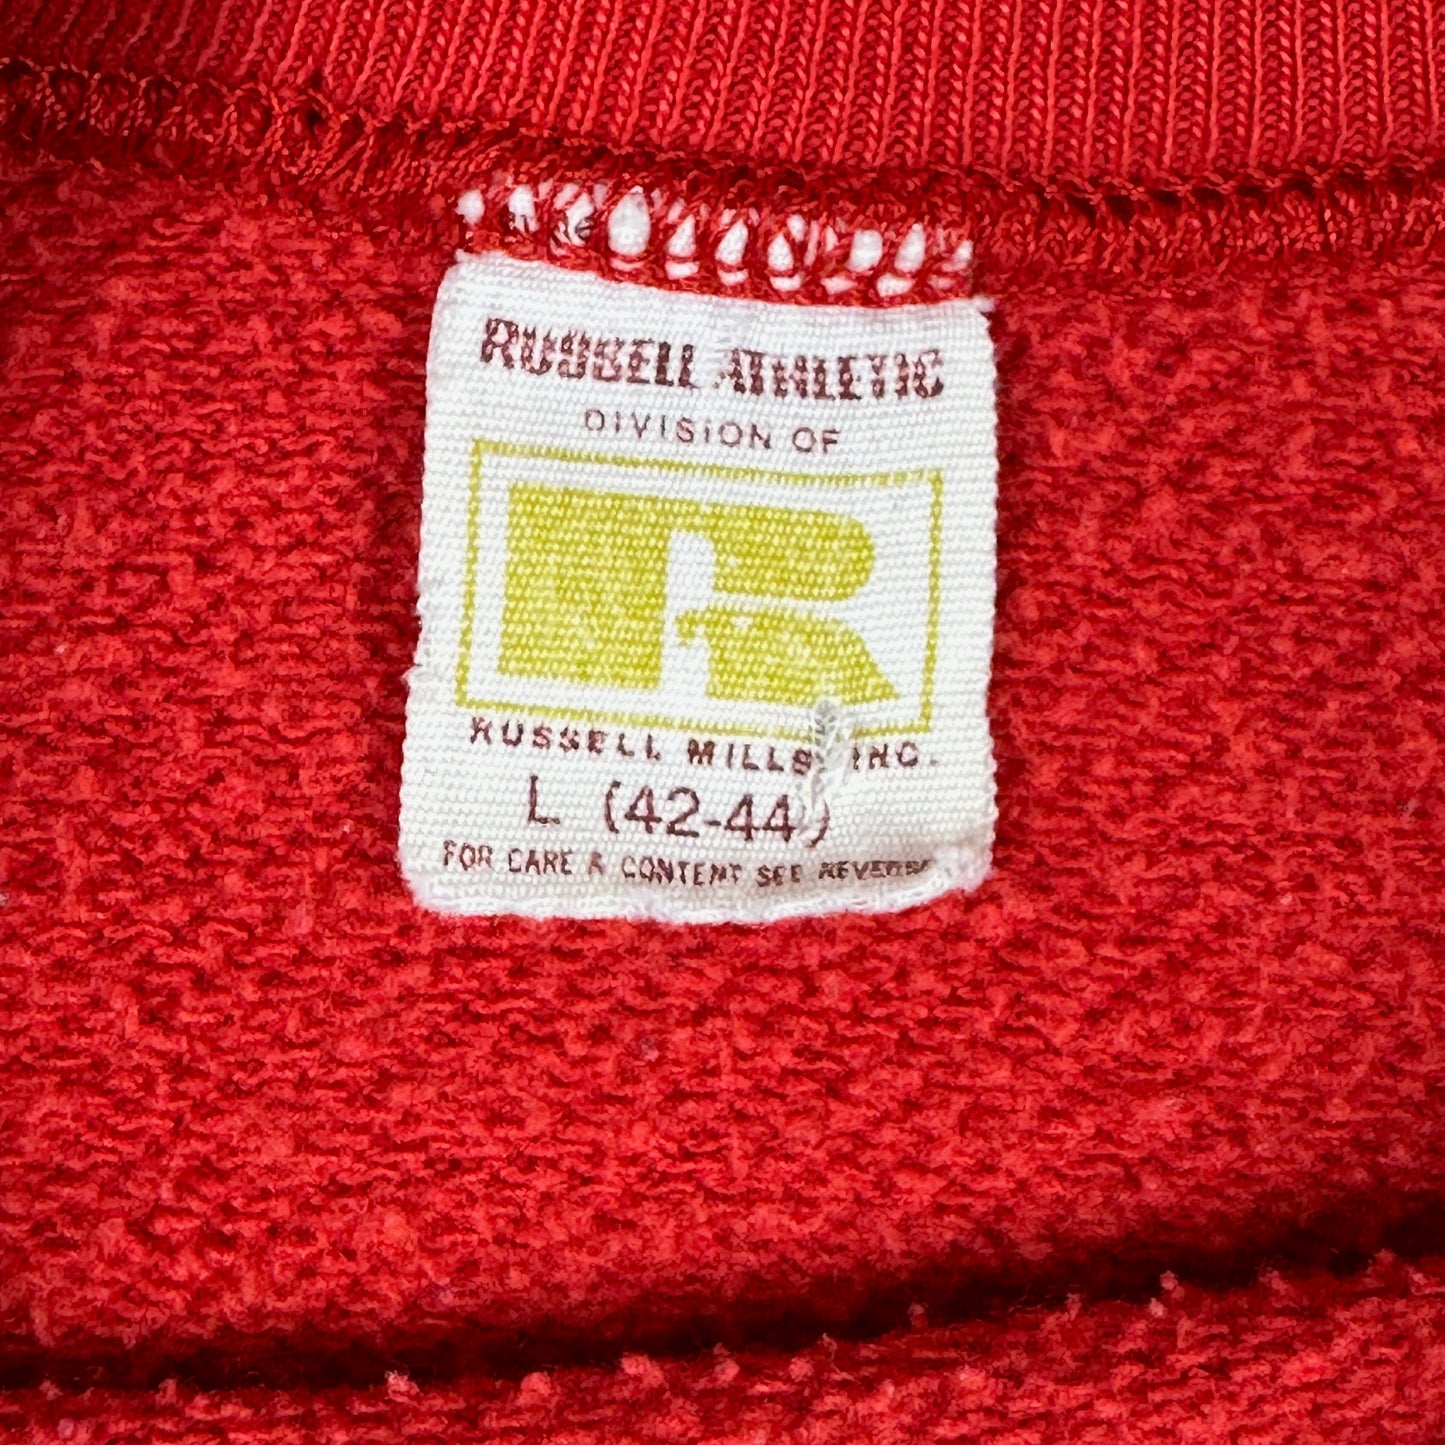 RUSSELL ATHLETIC
DIVISION OF
R
RUSSELL MILLS, INC.
L (42-44)
FOR CARE & CONTENT SEE REVERSE